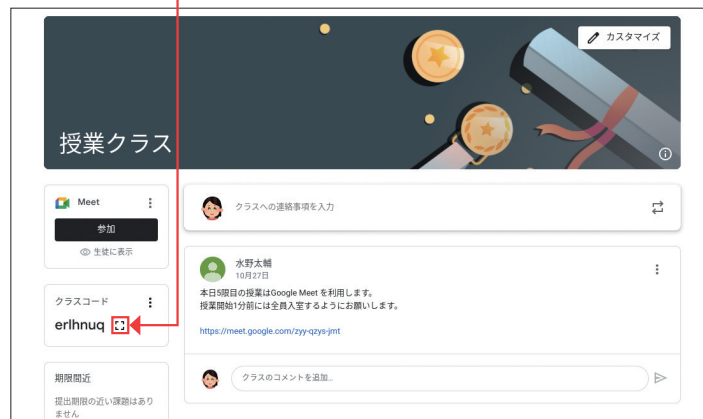 カスタマイズ
授業クラス
Meet
参加
生徒に表示
クラスへの連絡事項を入力
水野太輔
10月27日
本日5限目の授業はGoogle Meet を利用します。
授業開始1分前には全員入室するようにお願いします。
https://meet.google.com/zyy-qzys-jmt
クラスコード
erlhnuq
クラスのコメントを追加...
期限間近
提出期限の近い課題はあり
ません